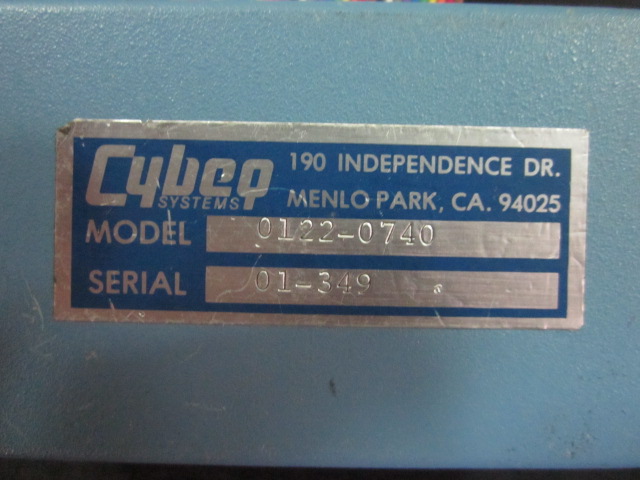 Cybeq
SYSTEMS
190 INDEPENDENCE DR.
MENLO PARK, CA. 94025
MODEL 0122-0740
SERIAL 01-349